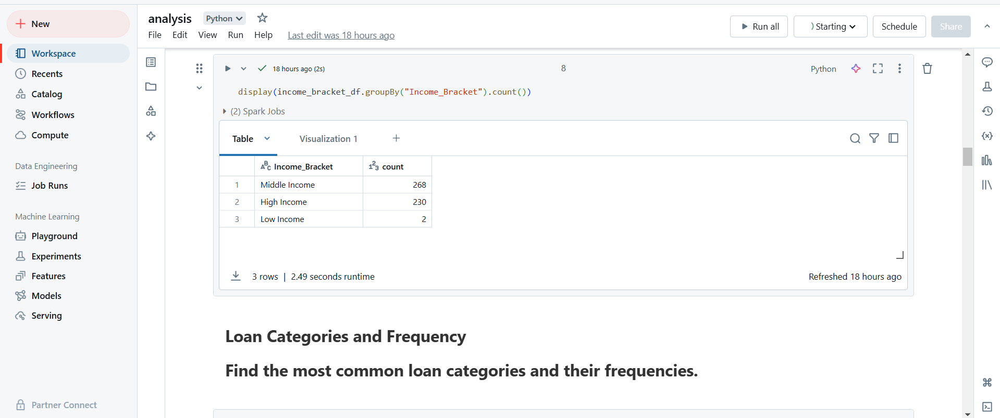 New
Workspace
Recents
Catalog
Workflows
Compute
Data Engineering
Job Runs
Machine Learning
Playground
Experiments
Features
Models
Serving
Partner Connect
analysis
Python
File Edit View Run Help Last edit was 18 hours ago
Run all
Starting
Schedule
Share
18 hours ago (2s)
8
Python
display(income_bracket_df.groupBy("Income_Bracket").count())
(2) Spark Jobs
Table Visualization 1 +
Income_Bracket count
1 Middle Income 268
2 High Income 230
3 Low Income 2
3 rows | 2.49 seconds runtime
Refreshed 18 hours ago
Loan Categories and Frequency
Find the most common loan categories and their frequencies.